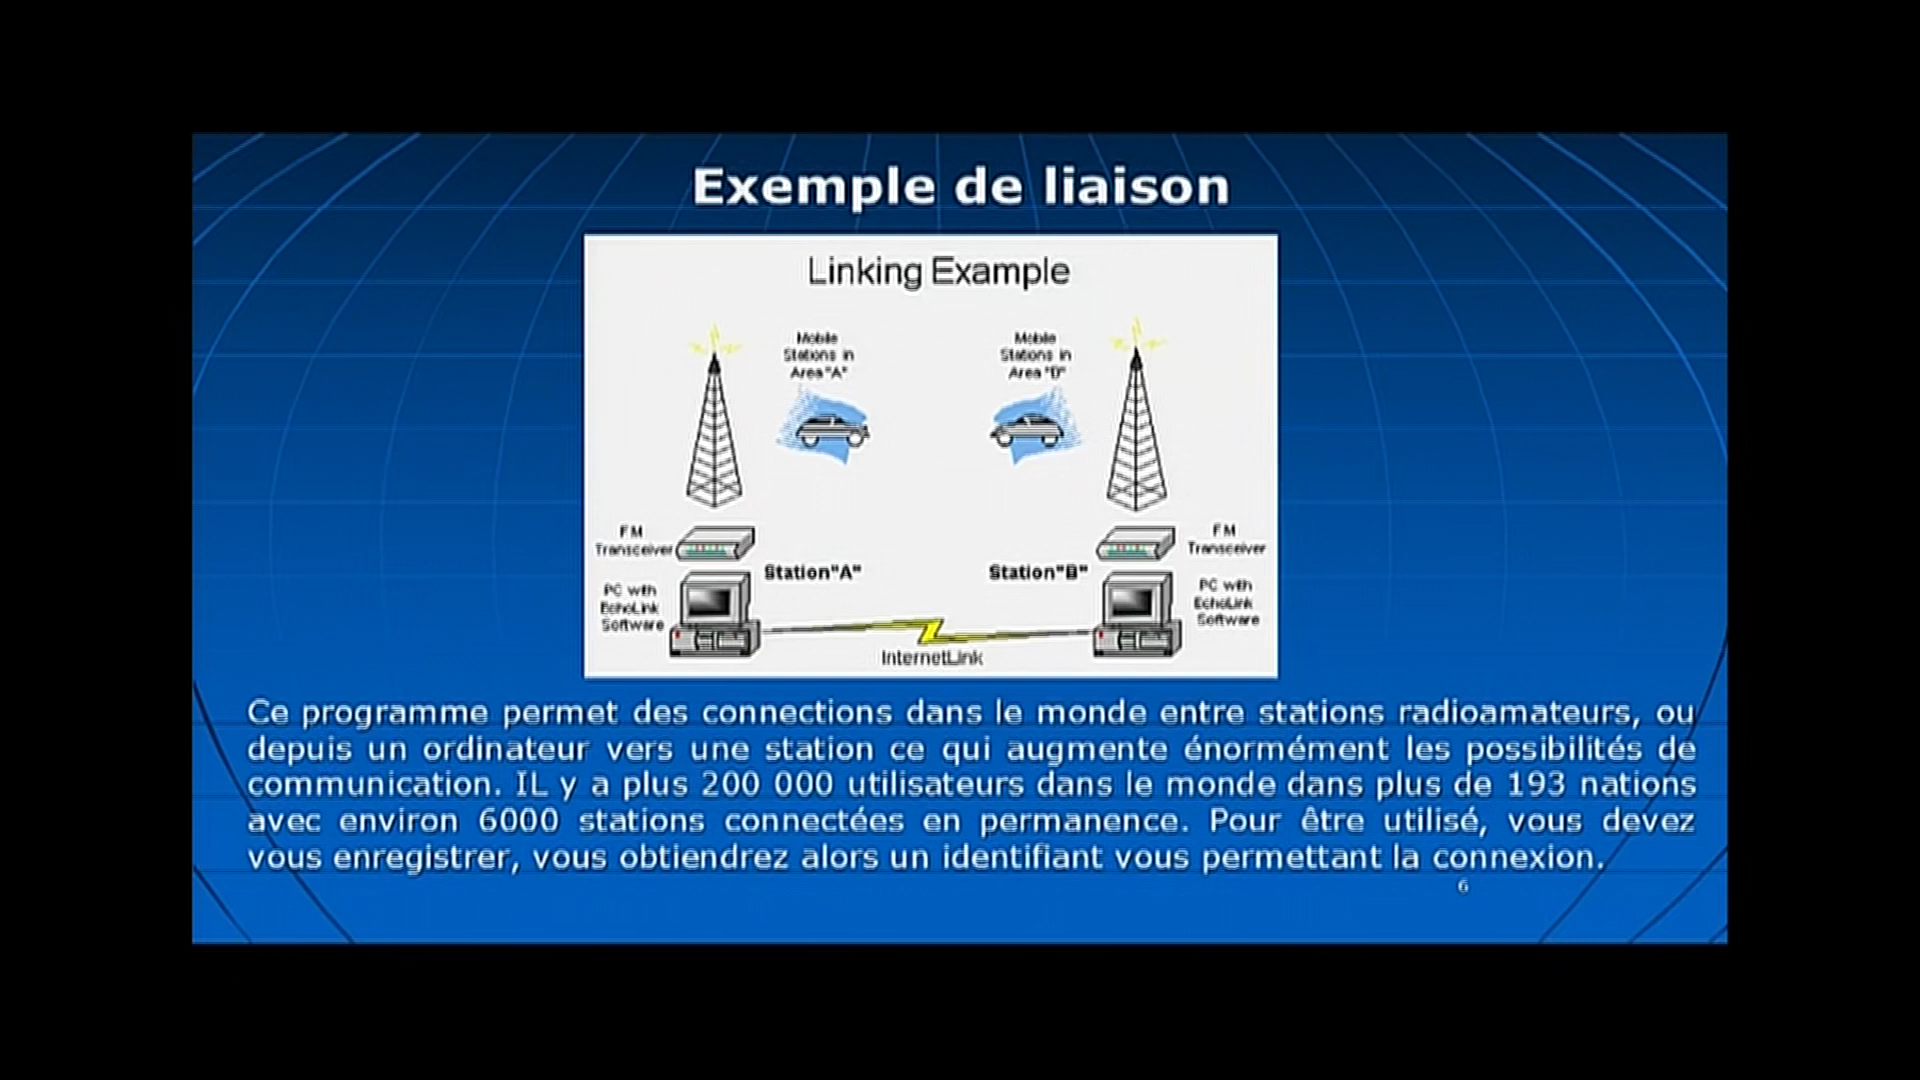 Exemple de liaison
Linking Example
Mobile
Stations in
Area "A"
Mobile
Stations in
Area "B"
FM
Transceiver
FM
Transceiver
Station "A"
Station "B"
PC with
EchoLink
Software
PC with
EchoLink
Software
Internet Link
Ce programme permet des connections dans le monde entre stations radioamateurs, ou
depuis un ordinateur vers une station ce qui augmente énormément les possibilités de
communication. IL y a plus 200 000 utilisateurs dans le monde dans plus de 193 nations
avec environ 6000 stations connectées en permanence. Pour être utilisé, vous devez
vous enregistrer, vous obtiendrez alors un identifiant vous permettant la connexion.
6